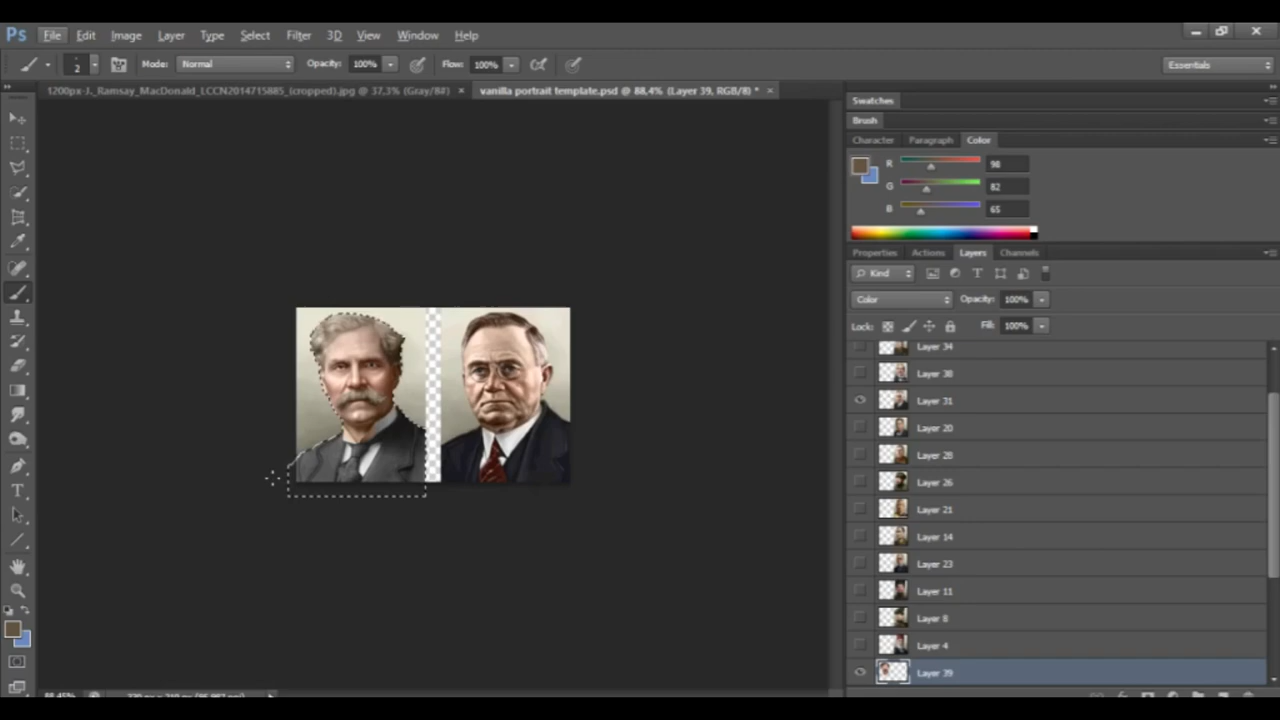 Ps File Edit Image Layer Type Select Filter 3D View Window Help
2 Mode: Normal Opacity: 100% Flow: 100% Essentials
1200px-J._Ramsay_MacDonald_LCCN2014715885_(cropped).jpg @ 37,3% (Gray/8#) × vanilla portrait template.psd @ 88,4% (Layer 39, RGB/8) * ×
Swatches
Brush
Character Paragraph Color
R 98
G 82
B 65
Properties Actions Layers Channels
Kind
Color Opacity: 100%
Lock: Fill: 100%
Layer 34
Layer 38
Layer 31
Layer 20
Layer 28
Layer 26
Layer 21
Layer 14
Layer 23
Layer 11
Layer 8
Layer 4
Layer 39